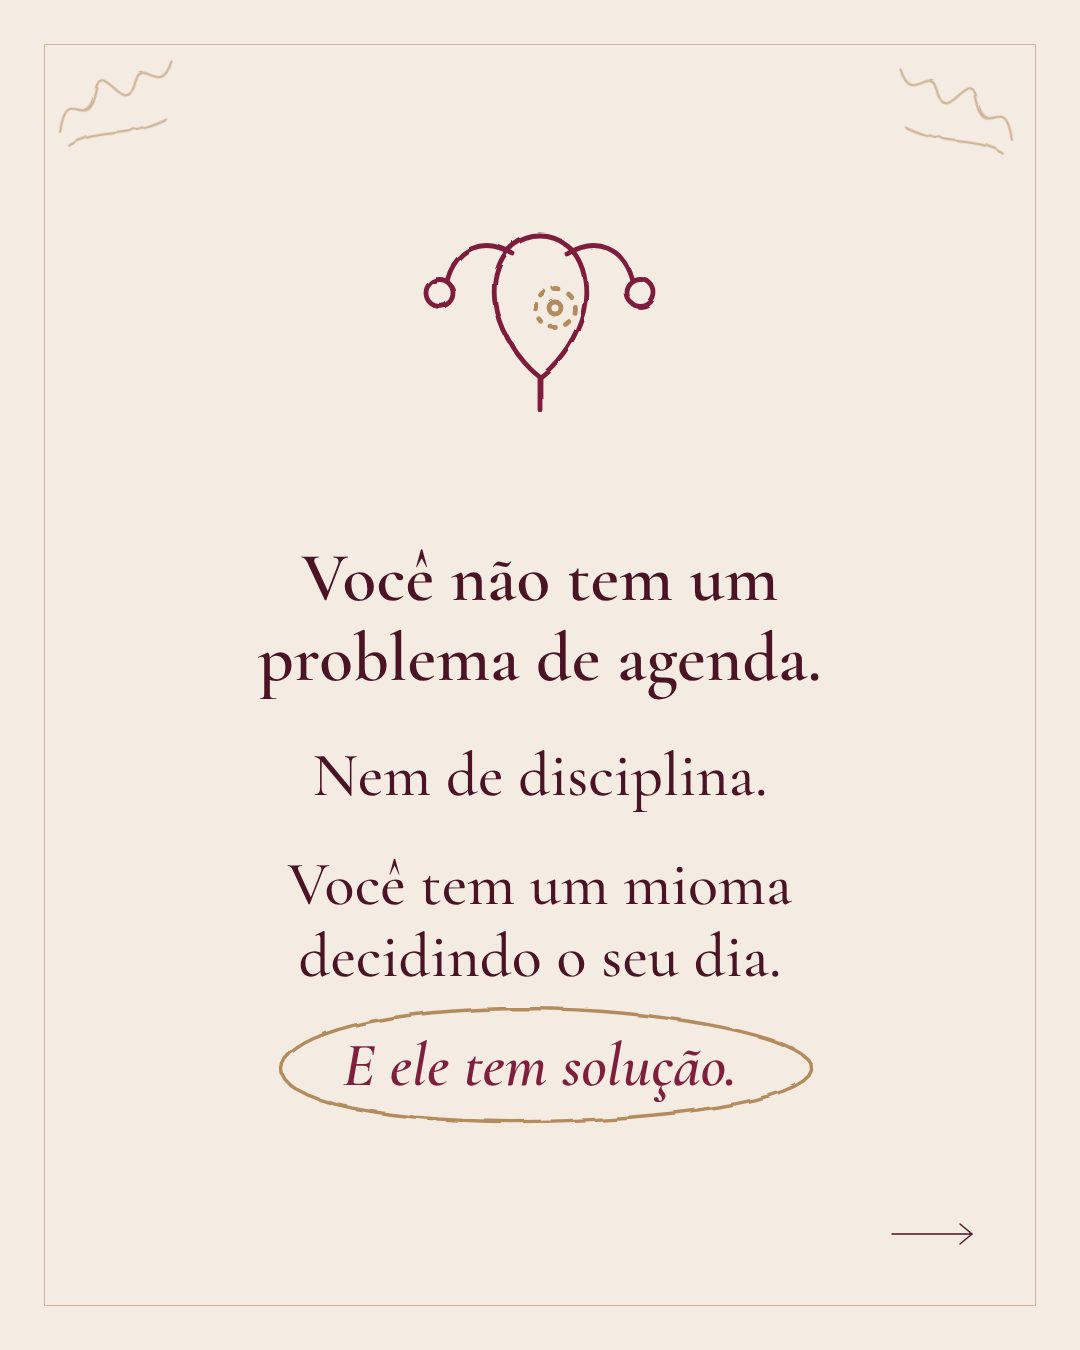 Você não tem um
problema de agenda.
Nem de disciplina.
Você tem um mioma
decidindo o seu dia.
E ele tem solução.